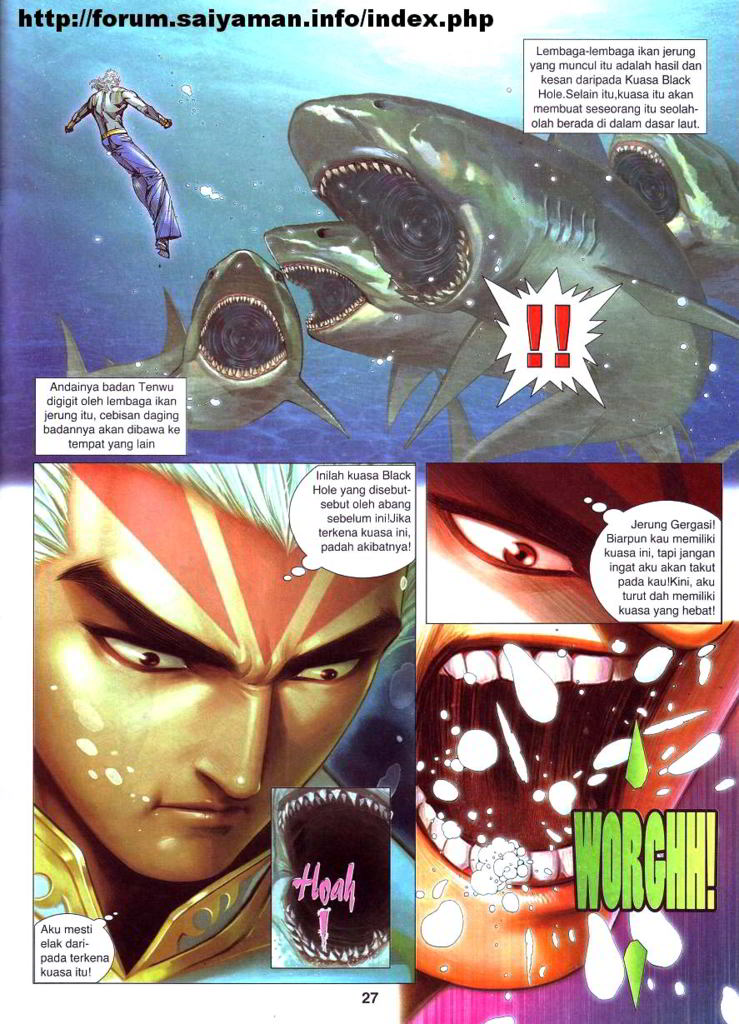 http://forum.saiyaman.info/index.php
Lembaga-lembaga ikan jerung
yang muncul itu adalah hasil dan
kesan daripada Kuasa Black
Hole.Selain itu,kuasa itu akan
membuat seseorang itu seolah-
olah berada di dalam dasar laut.
!!
Andainya badan Tenwu
digigit oleh lembaga ikan
jerung itu, cebisan daging
badannya akan dibawa ke
tempat yang lain
Inilah kuasa Black
Hole yang disebut-
sebut oleh abang
sebelum ini!Jika
terkena kuasa ini,
padah akibatnya!
Jerung Gergasi!
Biarpun kau memiliki
kuasa ini, tapi jangan
ingat aku akan takut
pada kau!Kini, aku
turut dah memiliki
kuasa yang hebat!
Hoah
!
WORGHH!
Aku mesti
elak dari-
pada terkena
kuasa itu!
27